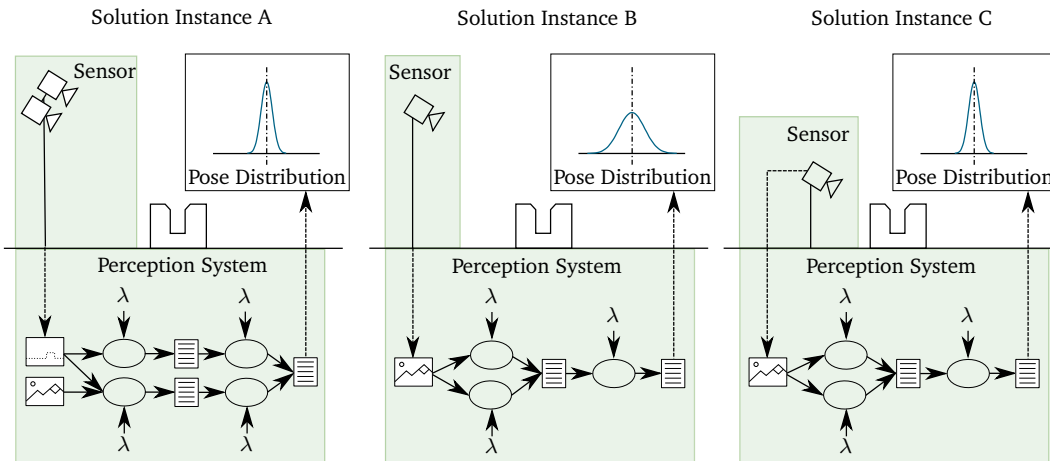 Solution Instance A
Solution Instance B
Solution Instance C
Sensor
Pose Distribution
Sensor
Pose Distribution
Sensor
Pose Distribution
Perception System
Perception System
Perception System
λ
λ
λ
λ
λ
λ
λ
λ
λ
λ